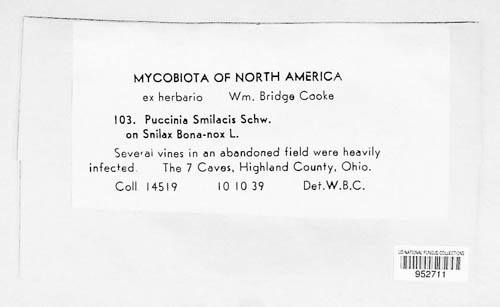 MYCOBIOTA OF NORTH AMERICA
ex herbario Wm. Bridge Cooke
103. Puccinia Smilacis Schw.
on Snilax Bona-nox L.
Several vines in an abandoned field were heavily
infected. The 7 Caves, Highland County, Ohio.
Coll. 14519 10 10 39 Det.W.B.C.
US NATIONAL FUNGUS COLLECTIONS
952711